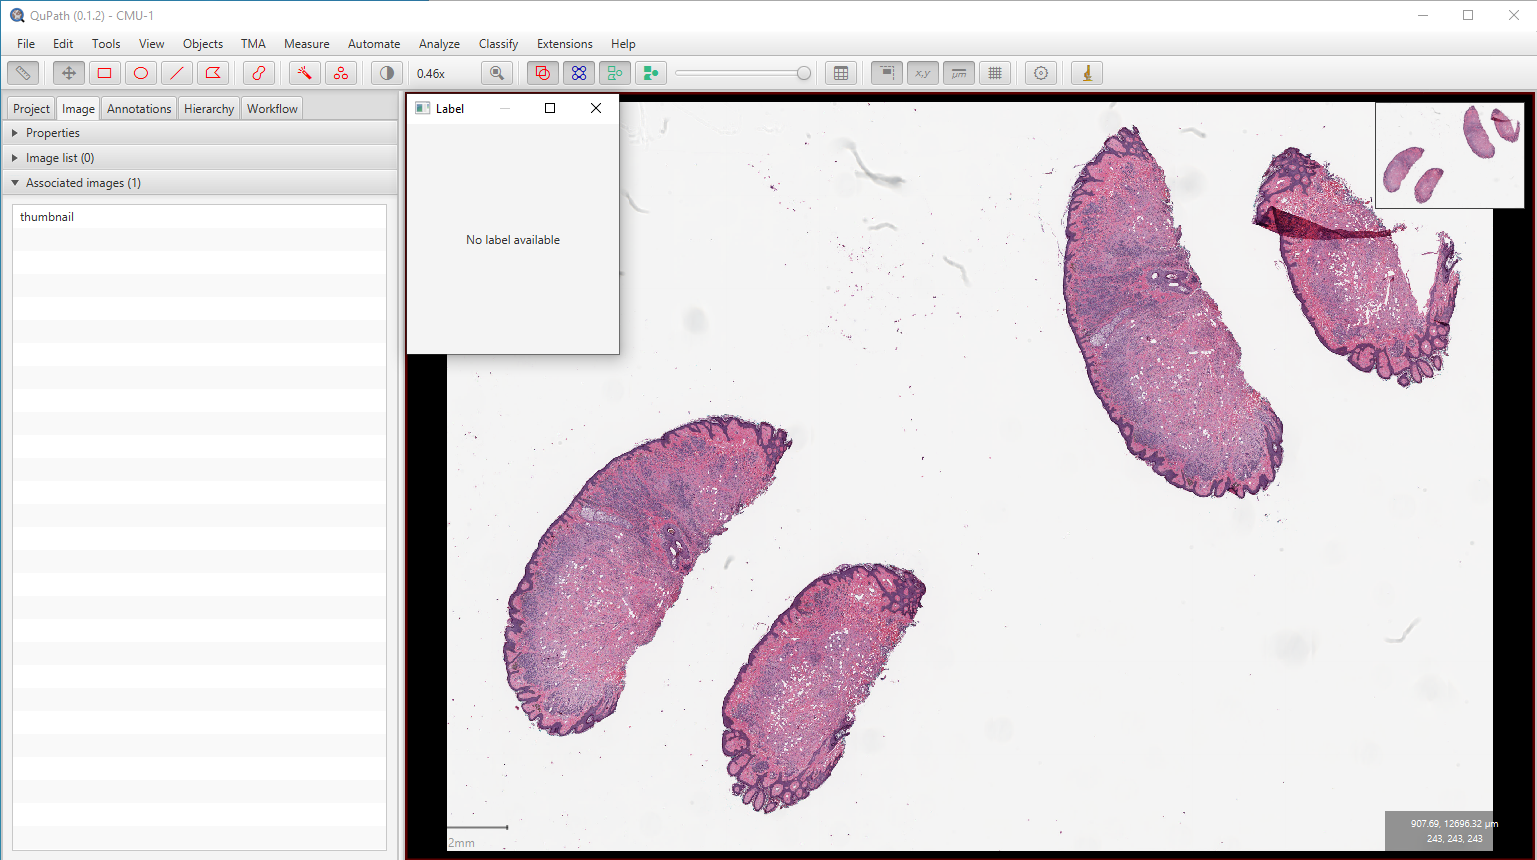 QuPath (0.1.2) - CMU-1
File Edit Tools View Objects TMA Measure Automate Analyze Classify Extensions Help
0.46x
x,y
μm
Project Image Annotations Hierarchy Workflow
Properties
Image list (0)
Associated images (1)
thumbnail
Label
No label available
2mm
907.69, 12696.32 μm
243, 243, 243